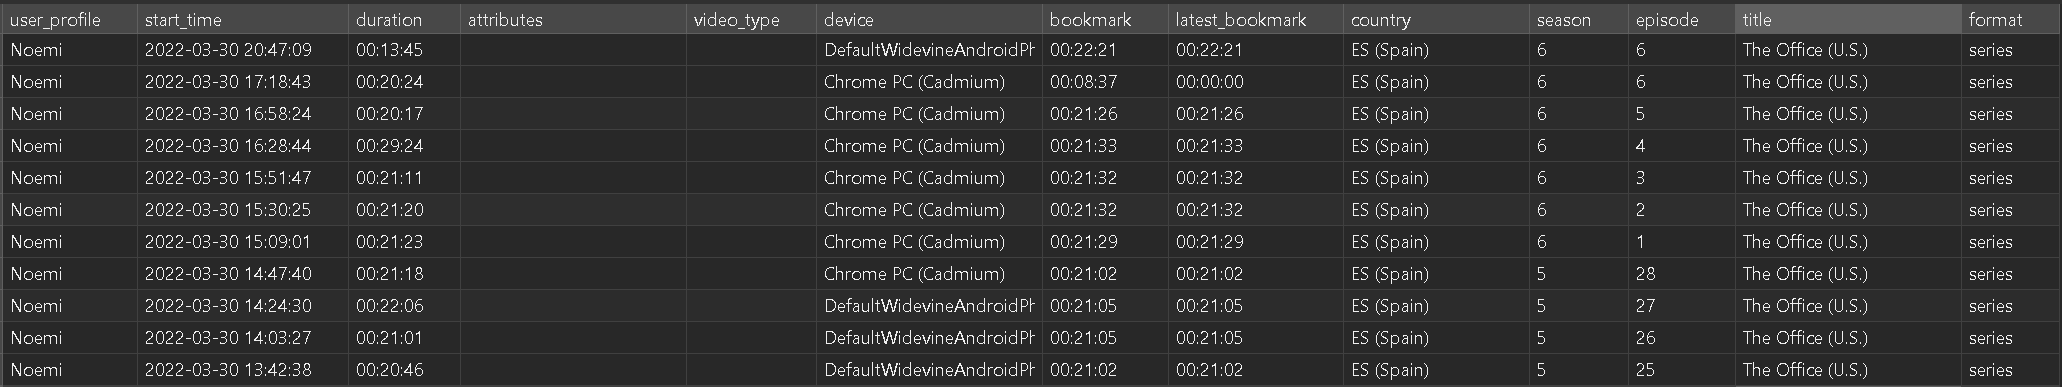 user_profile start_time duration attributes video_type device bookmark latest_bookmark country season episode title format
Noemi 2022-03-30 20:47:09 00:13:45 DefaultWidevineAndroidPh 00:22:21 00:22:21 ES (Spain) 6 6 The Office (U.S.) series
Noemi 2022-03-30 17:18:43 00:20:24 Chrome PC (Cadmium) 00:08:37 00:00:00 ES (Spain) 6 6 The Office (U.S.) series
Noemi 2022-03-30 16:58:24 00:20:17 Chrome PC (Cadmium) 00:21:26 00:21:26 ES (Spain) 6 5 The Office (U.S.) series
Noemi 2022-03-30 16:28:44 00:29:24 Chrome PC (Cadmium) 00:21:33 00:21:33 ES (Spain) 6 4 The Office (U.S.) series
Noemi 2022-03-30 15:51:47 00:21:11 Chrome PC (Cadmium) 00:21:32 00:21:32 ES (Spain) 6 3 The Office (U.S.) series
Noemi 2022-03-30 15:30:25 00:21:20 Chrome PC (Cadmium) 00:21:32 00:21:32 ES (Spain) 6 2 The Office (U.S.) series
Noemi 2022-03-30 15:09:01 00:21:23 Chrome PC (Cadmium) 00:21:29 00:21:29 ES (Spain) 6 1 The Office (U.S.) series
Noemi 2022-03-30 14:47:40 00:21:18 Chrome PC (Cadmium) 00:21:02 00:21:02 ES (Spain) 5 28 The Office (U.S.) series
Noemi 2022-03-30 14:24:30 00:22:06 DefaultWidevineAndroidPh 00:21:05 00:21:05 ES (Spain) 5 27 The Office (U.S.) series
Noemi 2022-03-30 14:03:27 00:21:01 DefaultWidevineAndroidPh 00:21:05 00:21:05 ES (Spain) 5 26 The Office (U.S.) series
Noemi 2022-03-30 13:42:38 00:20:46 DefaultWidevineAndroidPh 00:21:02 00:21:02 ES (Spain) 5 25 The Office (U.S.) series